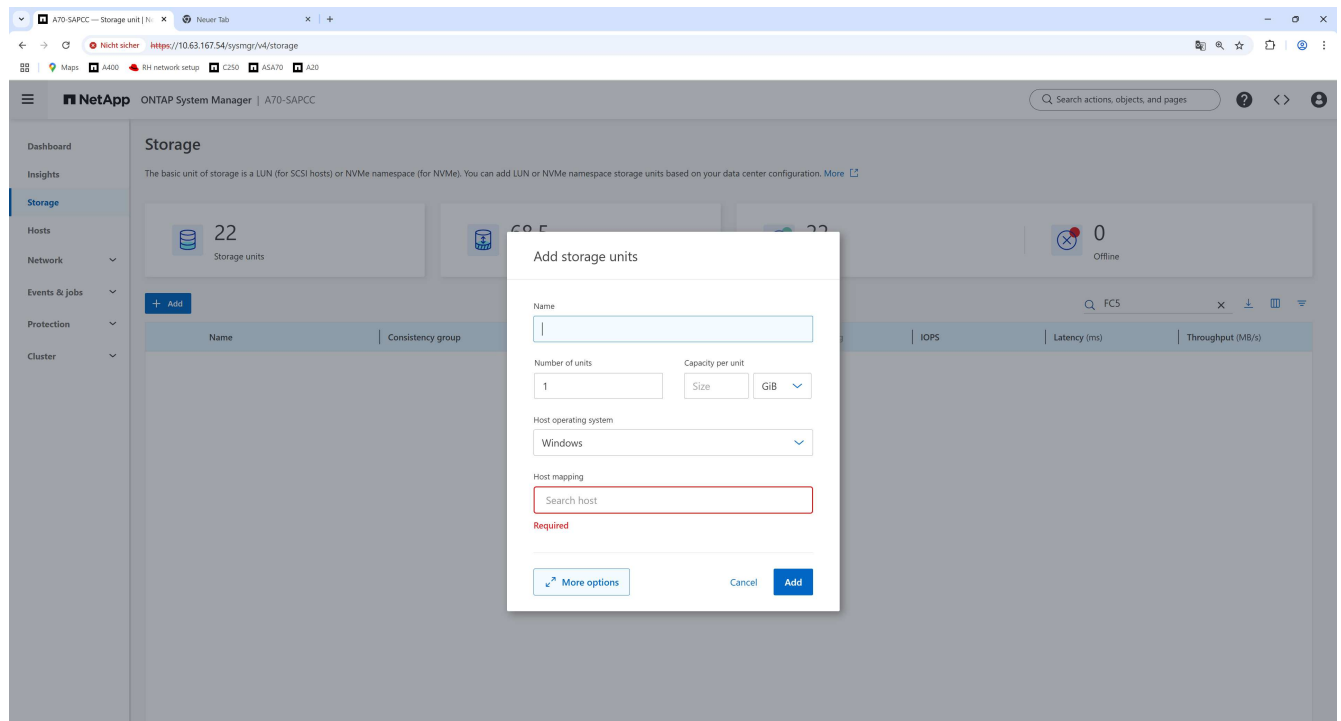 A70-SAPCC — Storage unit | N
Neuer Tab
Nicht sicher https://10.63.167.54/sysmgr/v4/storage
Maps A400 RH network setup C250 ASA70 A20
NetApp ONTAP System Manager | A70-SAPCC
Search actions, objects, and pages
Dashboard
Insights
Storage
Hosts
Network
Events & jobs
Protection
Cluster
Storage
The basic unit of storage is a LUN (for SCSI hosts) or NVMe namespace (for NVMe). You can add LUN or NVMe namespace storage units based on your data center configuration. More
22
Storage units
68.5
22
0
Offline
+ Add
FC5
Name Consistency group IOPS Latency (ms) Throughput (MB/s)
Add storage units
Name
Number of units Capacity per unit
1 Size GiB
Host operating system
Windows
Host mapping
Search host
Required
More options Cancel Add